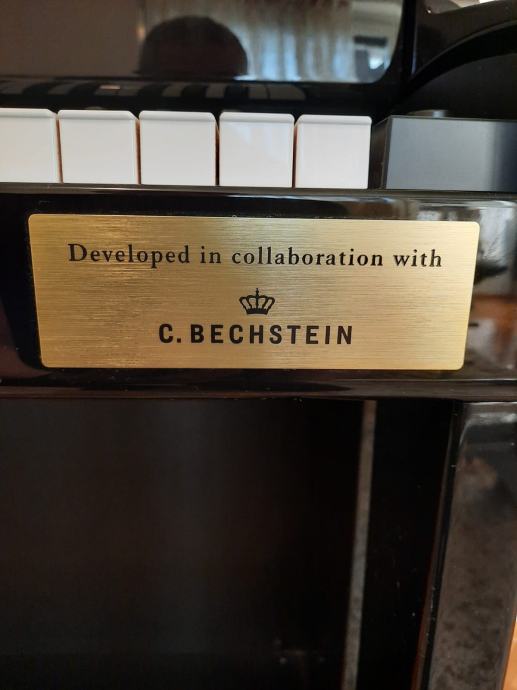 Developed in collaboration with
C. BECHSTEIN